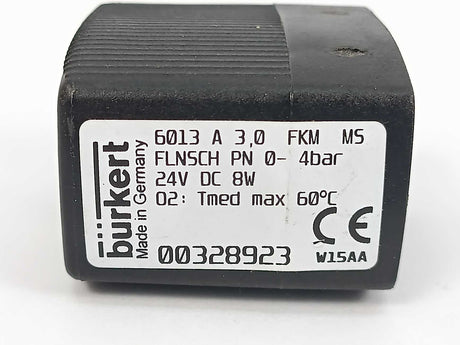 bürkert
Made in Germany
6013 A 3,0 FKM MS
FLNSCH PN 0- 4bar
24V DC 8W
O2: Tmed max 60°C
00328923
CE
W15AA